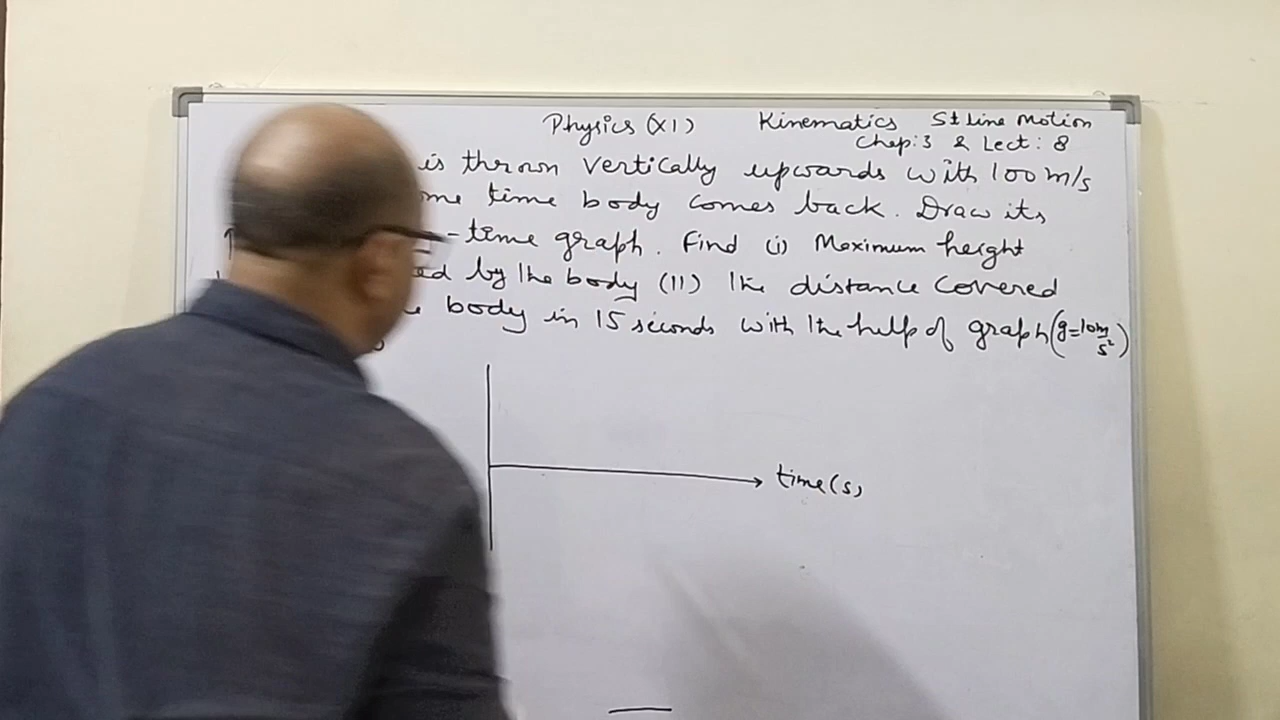 Physics (XI) Kinematics St line Motion
Chap:3 & Lect: 8
is thrown vertically upwards with 100 m/s
time body comes back. Draw its
-time graph. Find (i) Maximum height
by the body (II) the distance covered
body in 15 seconds with the help of graph (g=10m/s²)
time(s)